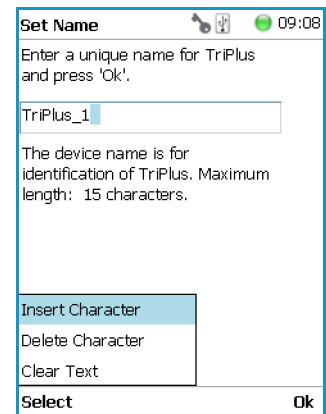 Set Name 09:08
Enter a unique name for TriPlus
and press 'Ok'.
TriPlus_1
The device name is for
identification of TriPlus. Maximum
length: 15 characters.
Insert Character
Delete Character
Clear Text
Select Ok